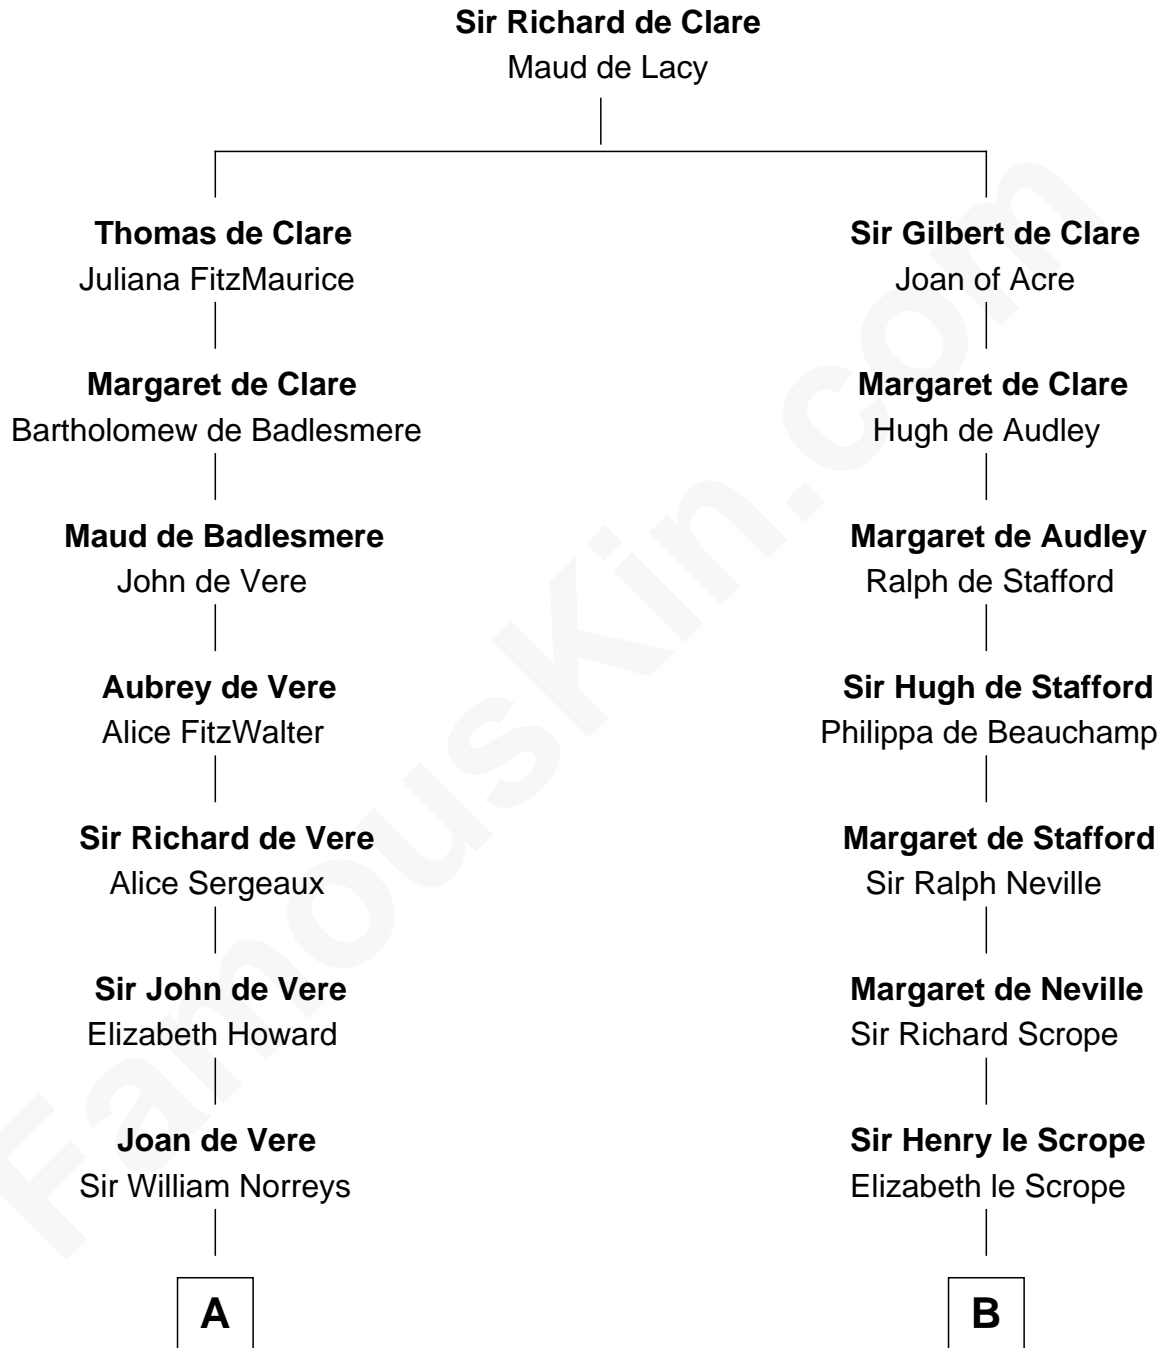 Sir Richard de Clare
Maud de Lacy
Thomas de Clare
Juliana FitzMaurice
Margaret de Clare
Bartholomew de Badlesmere
Maud de Badlesmere
John de Vere
Aubrey de Vere
Alice FitzWalter
Sir Richard de Vere
Alice Sergeaux
Sir John de Vere
Elizabeth Howard
Joan de Vere
Sir William Norreys
A
Sir Gilbert de Clare
Joan of Acre
Margaret de Clare
Hugh de Audley
Margaret de Audley
Ralph de Stafford
Sir Hugh de Stafford
Philippa de Beauchamp
Margaret de Stafford
Sir Ralph Neville
Margaret de Neville
Sir Richard Scrope
Sir Henry le Scrope
Elizabeth le Scrope
B
FamousKin.com